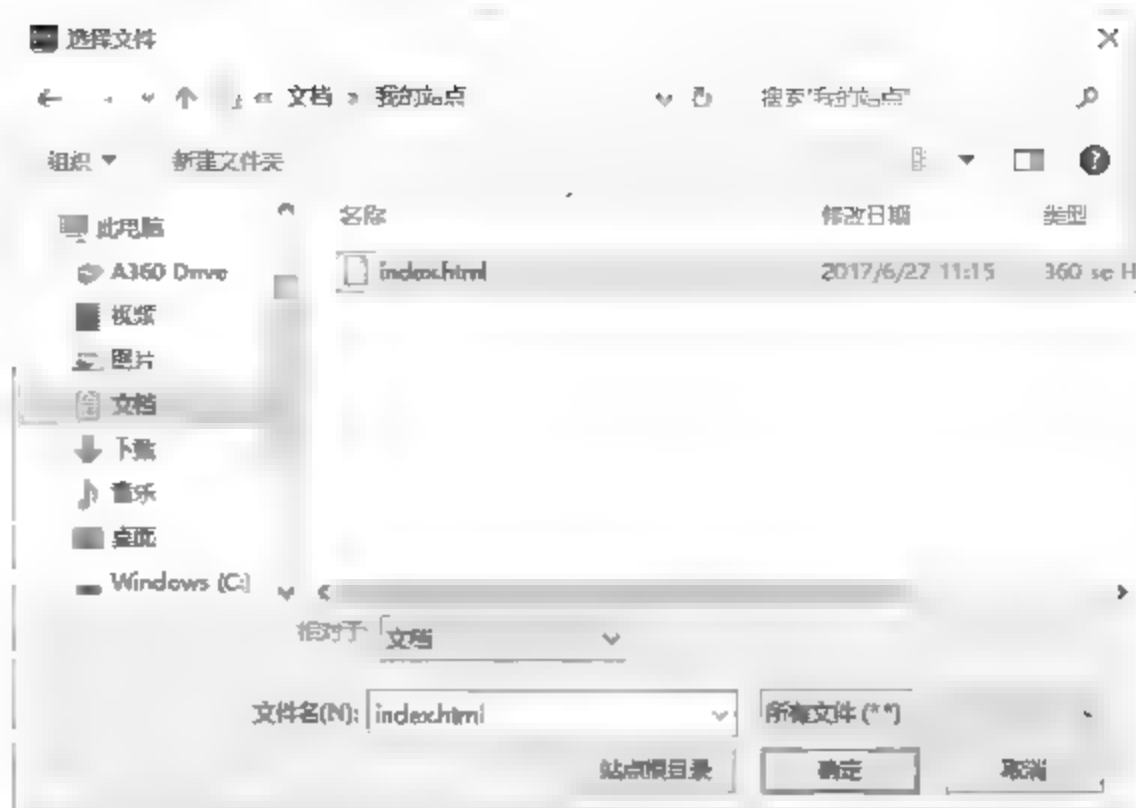 选择文件
« 文档 » 我的站点 搜索"我的站点"
组织 新建文件夹
名称 修改日期 类型
此电脑
A360 Drive
index.html 2017/6/27 11:15 360 se H
视频
图片
文档
下载
音乐
桌面
Windows (C:)
相对于 文档
文件名(N): index.html 所有文件 (*.*)
站点根目录 确定 取消